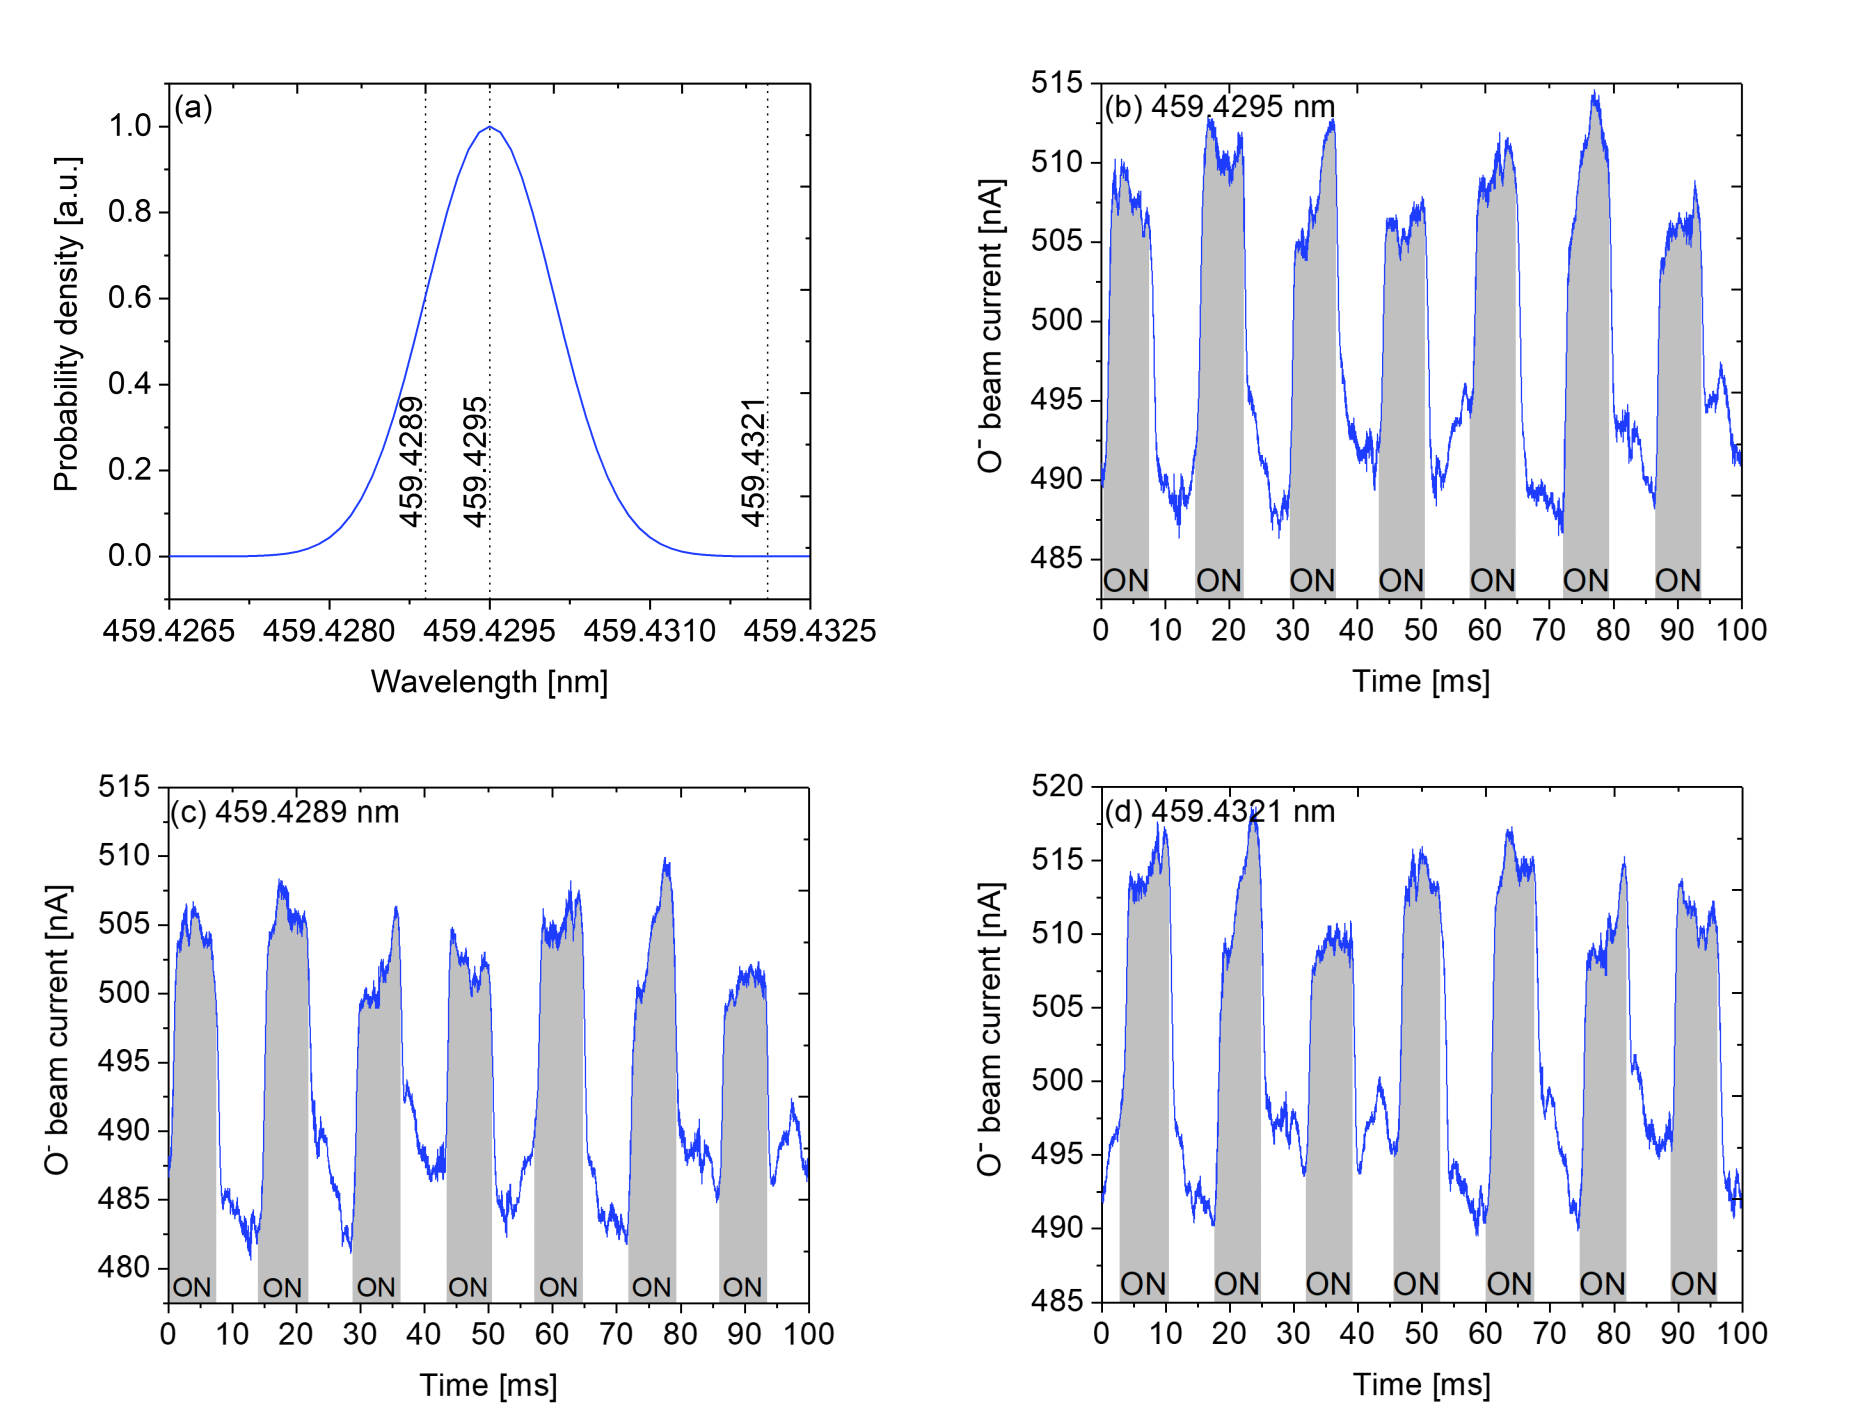 (a)
Probability density [a.u.]
1.0
0.8
0.6
0.4
0.2
0.0
459.4289
459.4295
459.4321
459.4265 459.4280 459.4295 459.4310 459.4325
Wavelength [nm]
(b) 459.4295 nm
O⁻ beam current [nA]
515
510
505
500
495
490
485
ON ON ON ON ON ON ON
0 10 20 30 40 50 60 70 80 90 100
Time [ms]
(c) 459.4289 nm
O⁻ beam current [nA]
515
510
505
500
495
490
485
480
ON ON ON ON ON ON ON
0 10 20 30 40 50 60 70 80 90 100
Time [ms]
(d) 459.4321 nm
O⁻ beam current [nA]
520
515
510
505
500
495
490
485
ON ON ON ON ON ON ON
0 10 20 30 40 50 60 70 80 90 100
Time [ms]